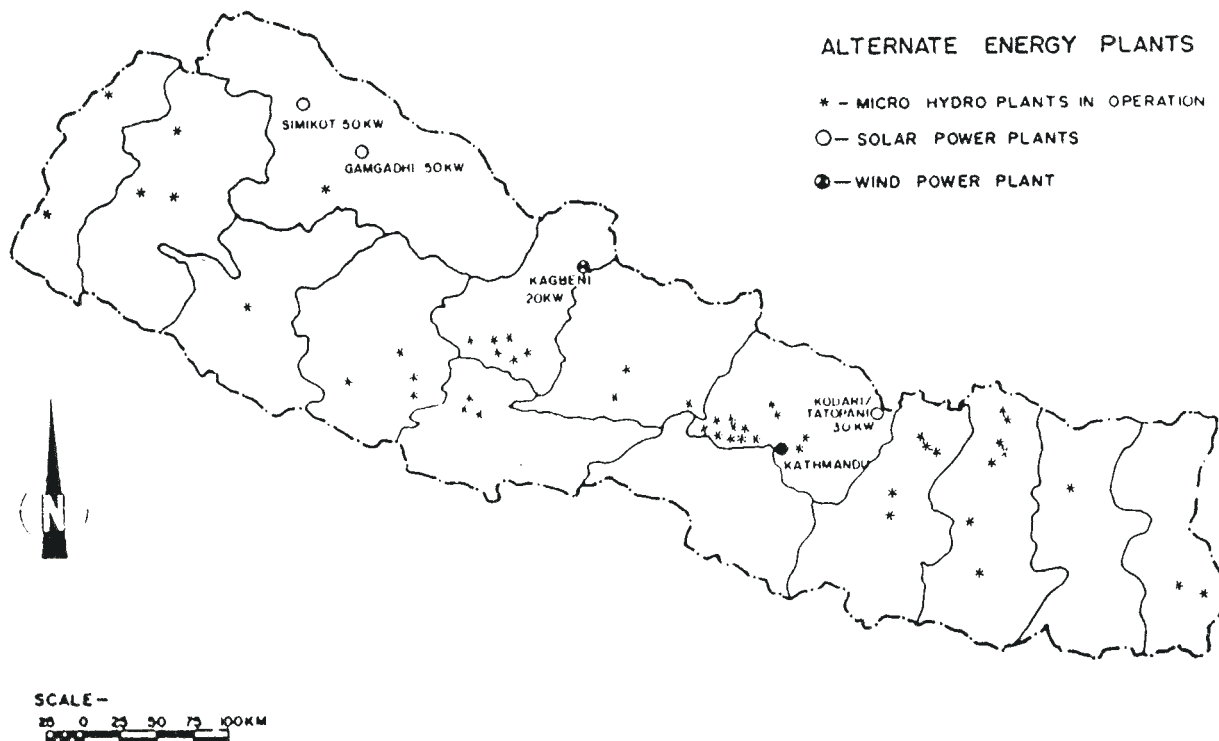 ALTERNATE ENERGY PLANTS
* - MICRO HYDRO PLANTS IN OPERATION
O - SOLAR POWER PLANTS
- WIND POWER PLANT
SIMIKOT 50KW
GAMGADHI 50KW
KAGBENI
20KW
KODARI/
TATOPANI
30KW
KATHMANDU
N
SCALE -
25 0 25 50 75 100KM